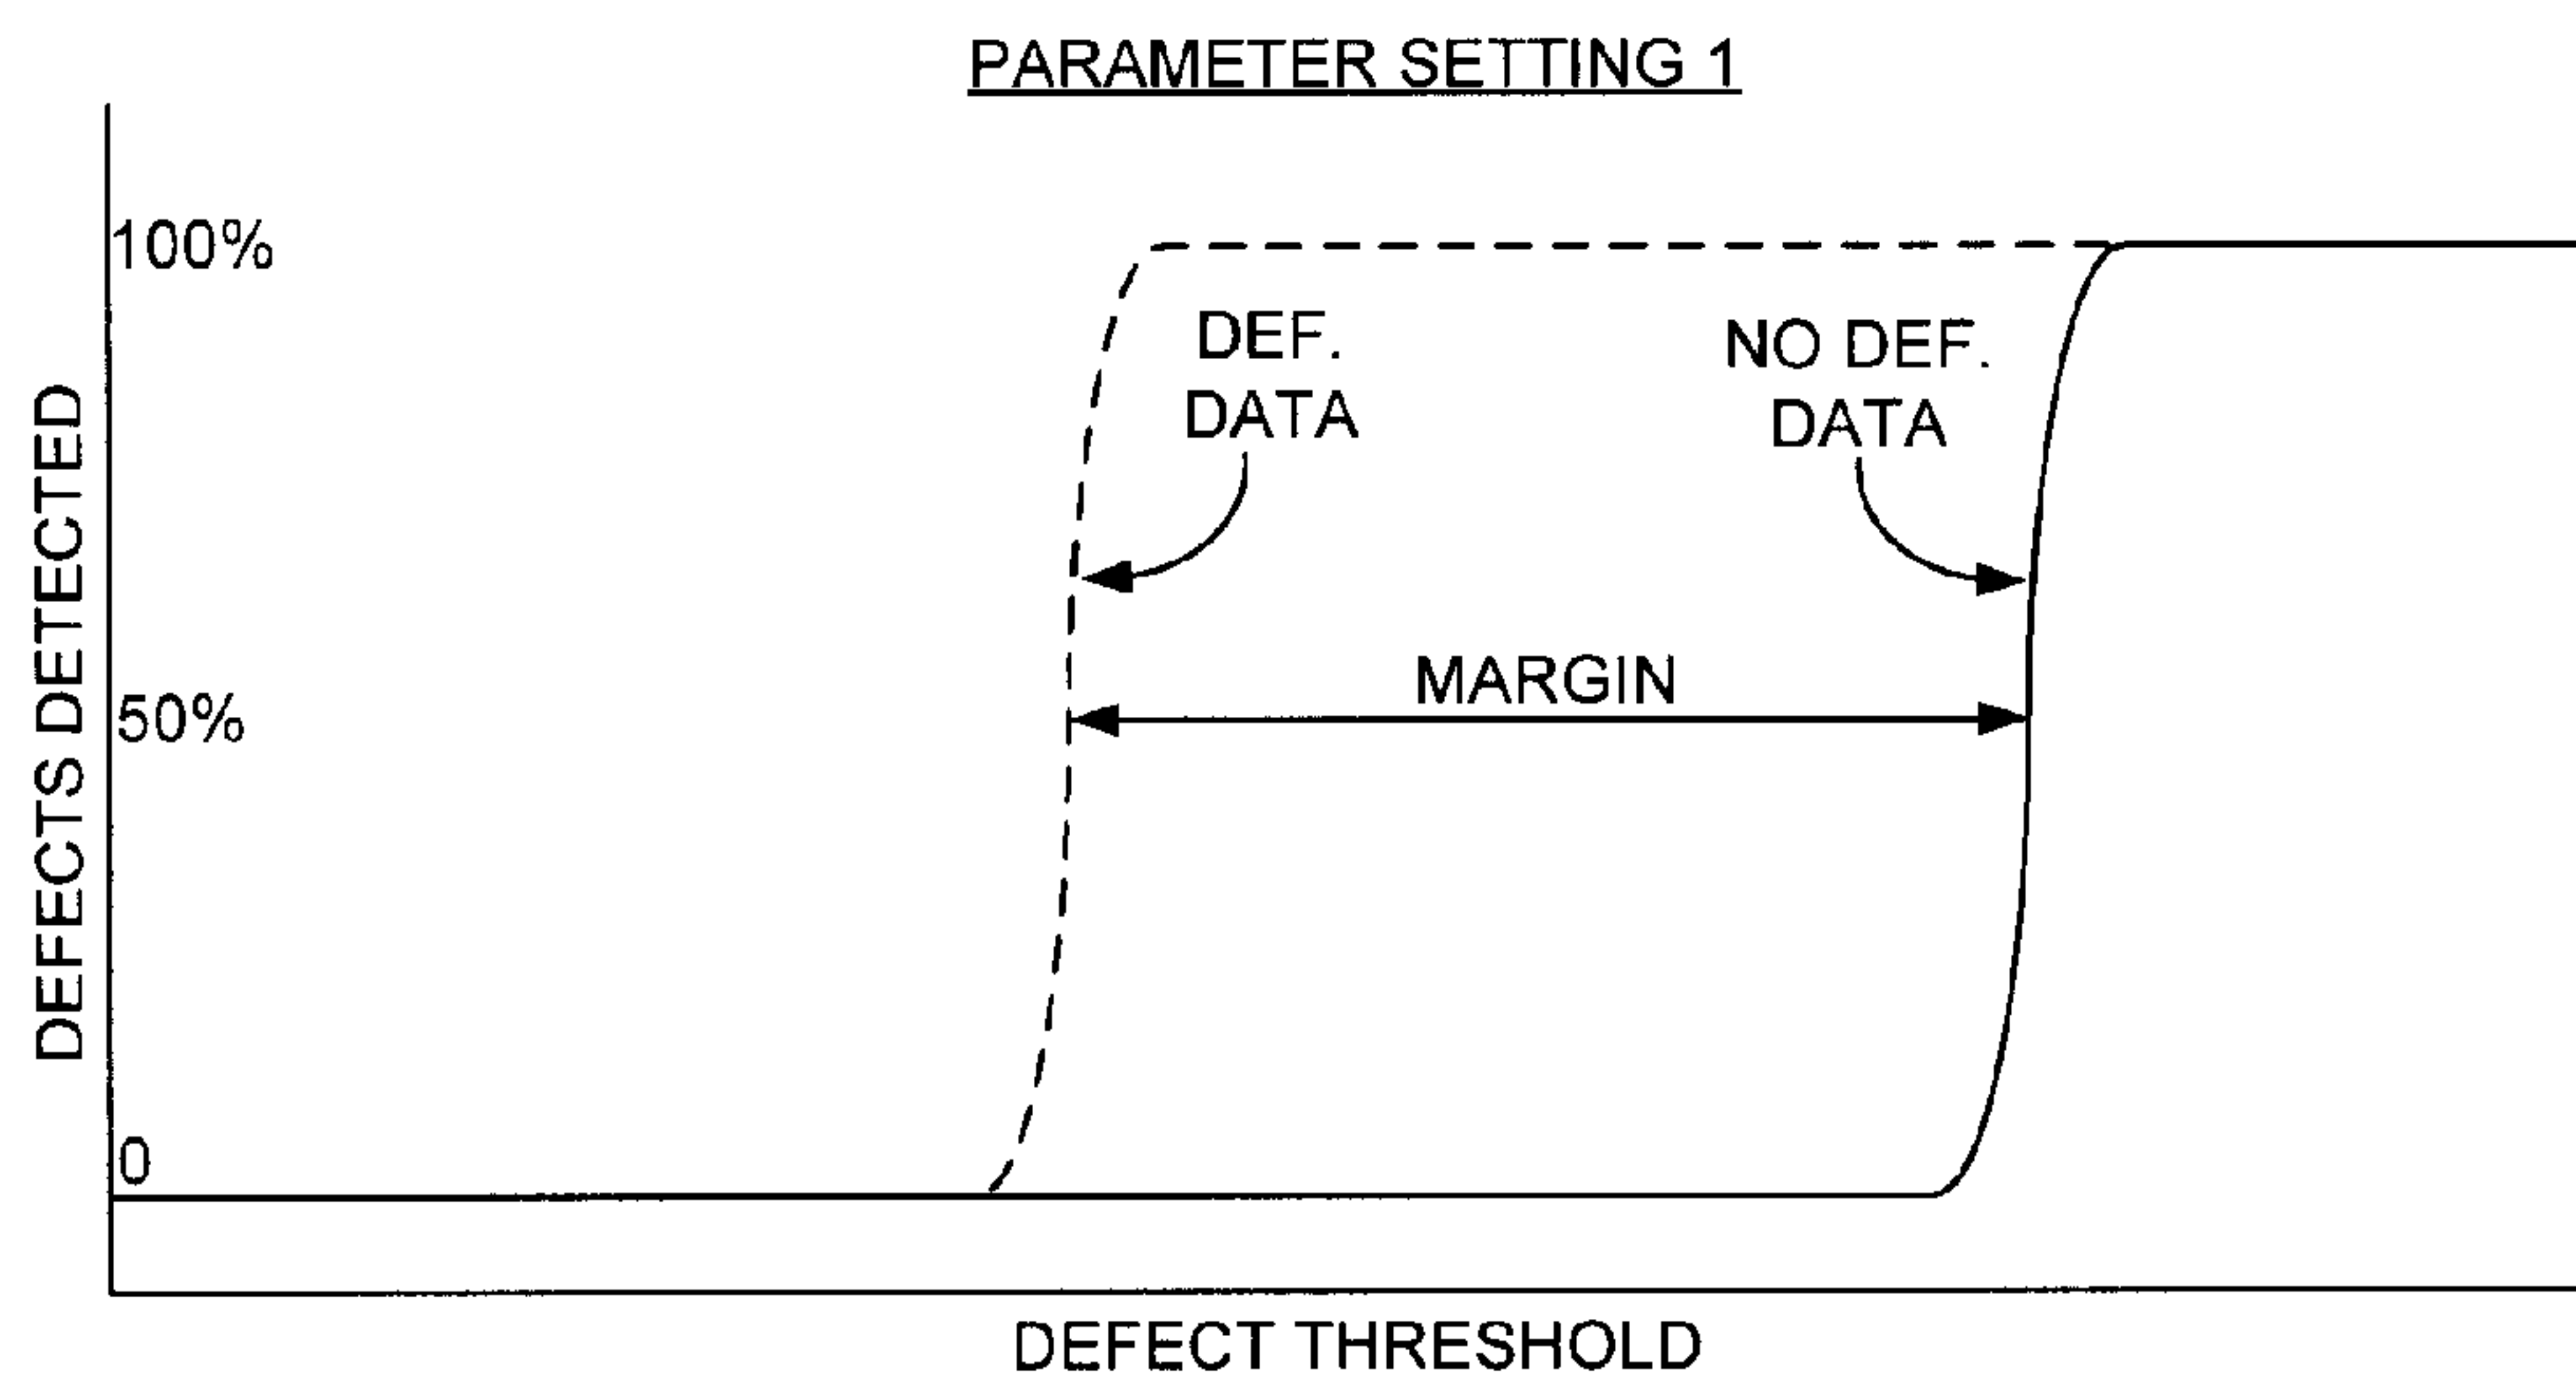 PARAMETER SETTING 1
100%
DEF.
DATA
NO DEF.
DATA
MARGIN
50%
0
DEFECTS DETECTED
DEFECT THRESHOLD